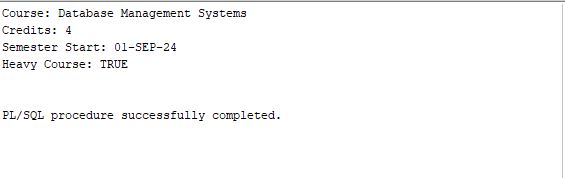 Course: Database Management Systems
Credits: 4
Semester Start: 01-SEP-24
Heavy Course: TRUE
PL/SQL procedure successfully completed.